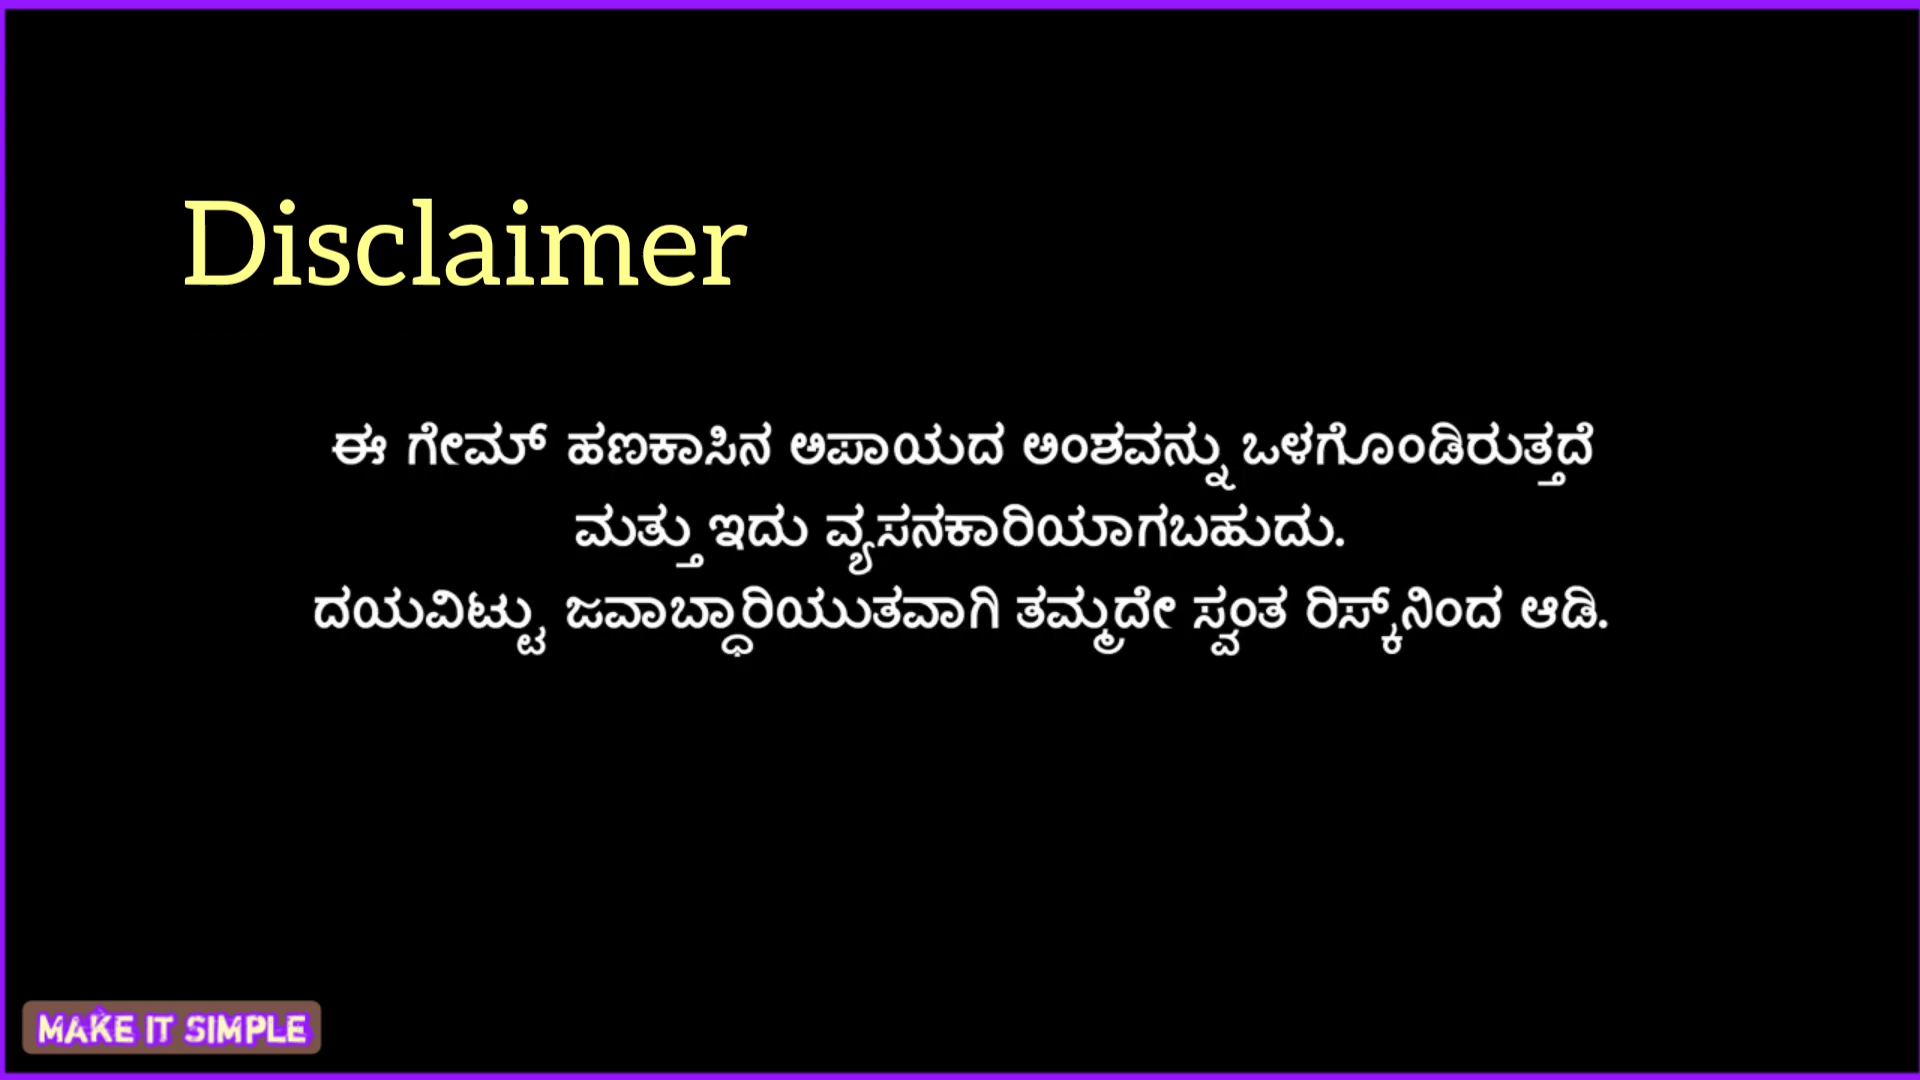 Disclaimer
ಈ ಗೇಮ್ ಹಣಕಾಸಿನ ಅಪಾಯದ ಅಂಶವನ್ನು ಒಳಗೊಂಡಿರುತ್ತದೆ
ಮತ್ತು ಇದು ವ್ಯಸನಕಾರಿಯಾಗಬಹುದು.
ದಯವಿಟ್ಟು ಜವಾಬ್ಧಾರಿಯುತವಾಗಿ ತಮ್ಮದ್ರೇ ಸ್ವಂತ ರಿಸ್ಕ್‌ನಿಂದ ಆಡಿ.
MAKE IT SIMPLE